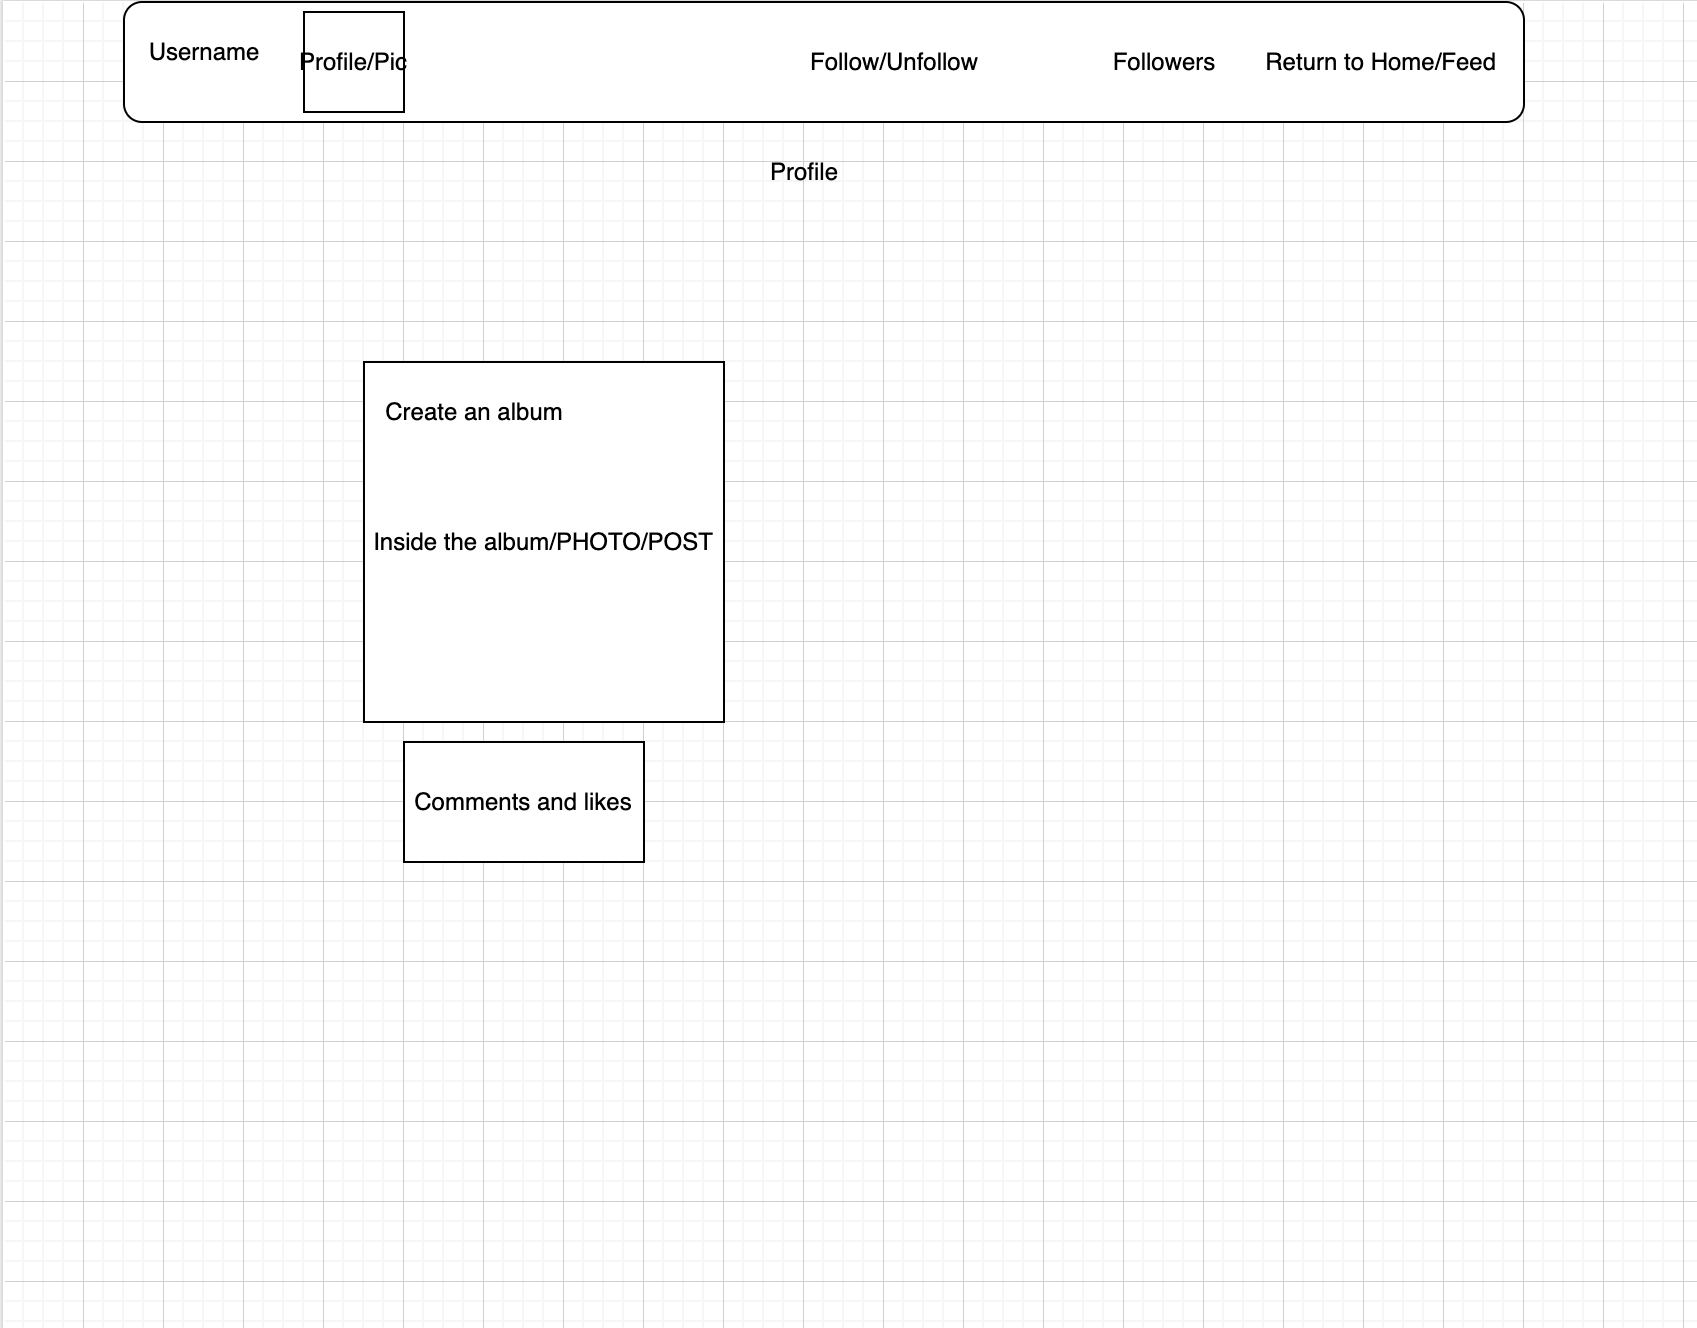 Username
Profile/Pic
Follow/Unfollow
Followers
Return to Home/Feed
Profile
Create an album
Inside the album/PHOTO/POST
Comments and likes